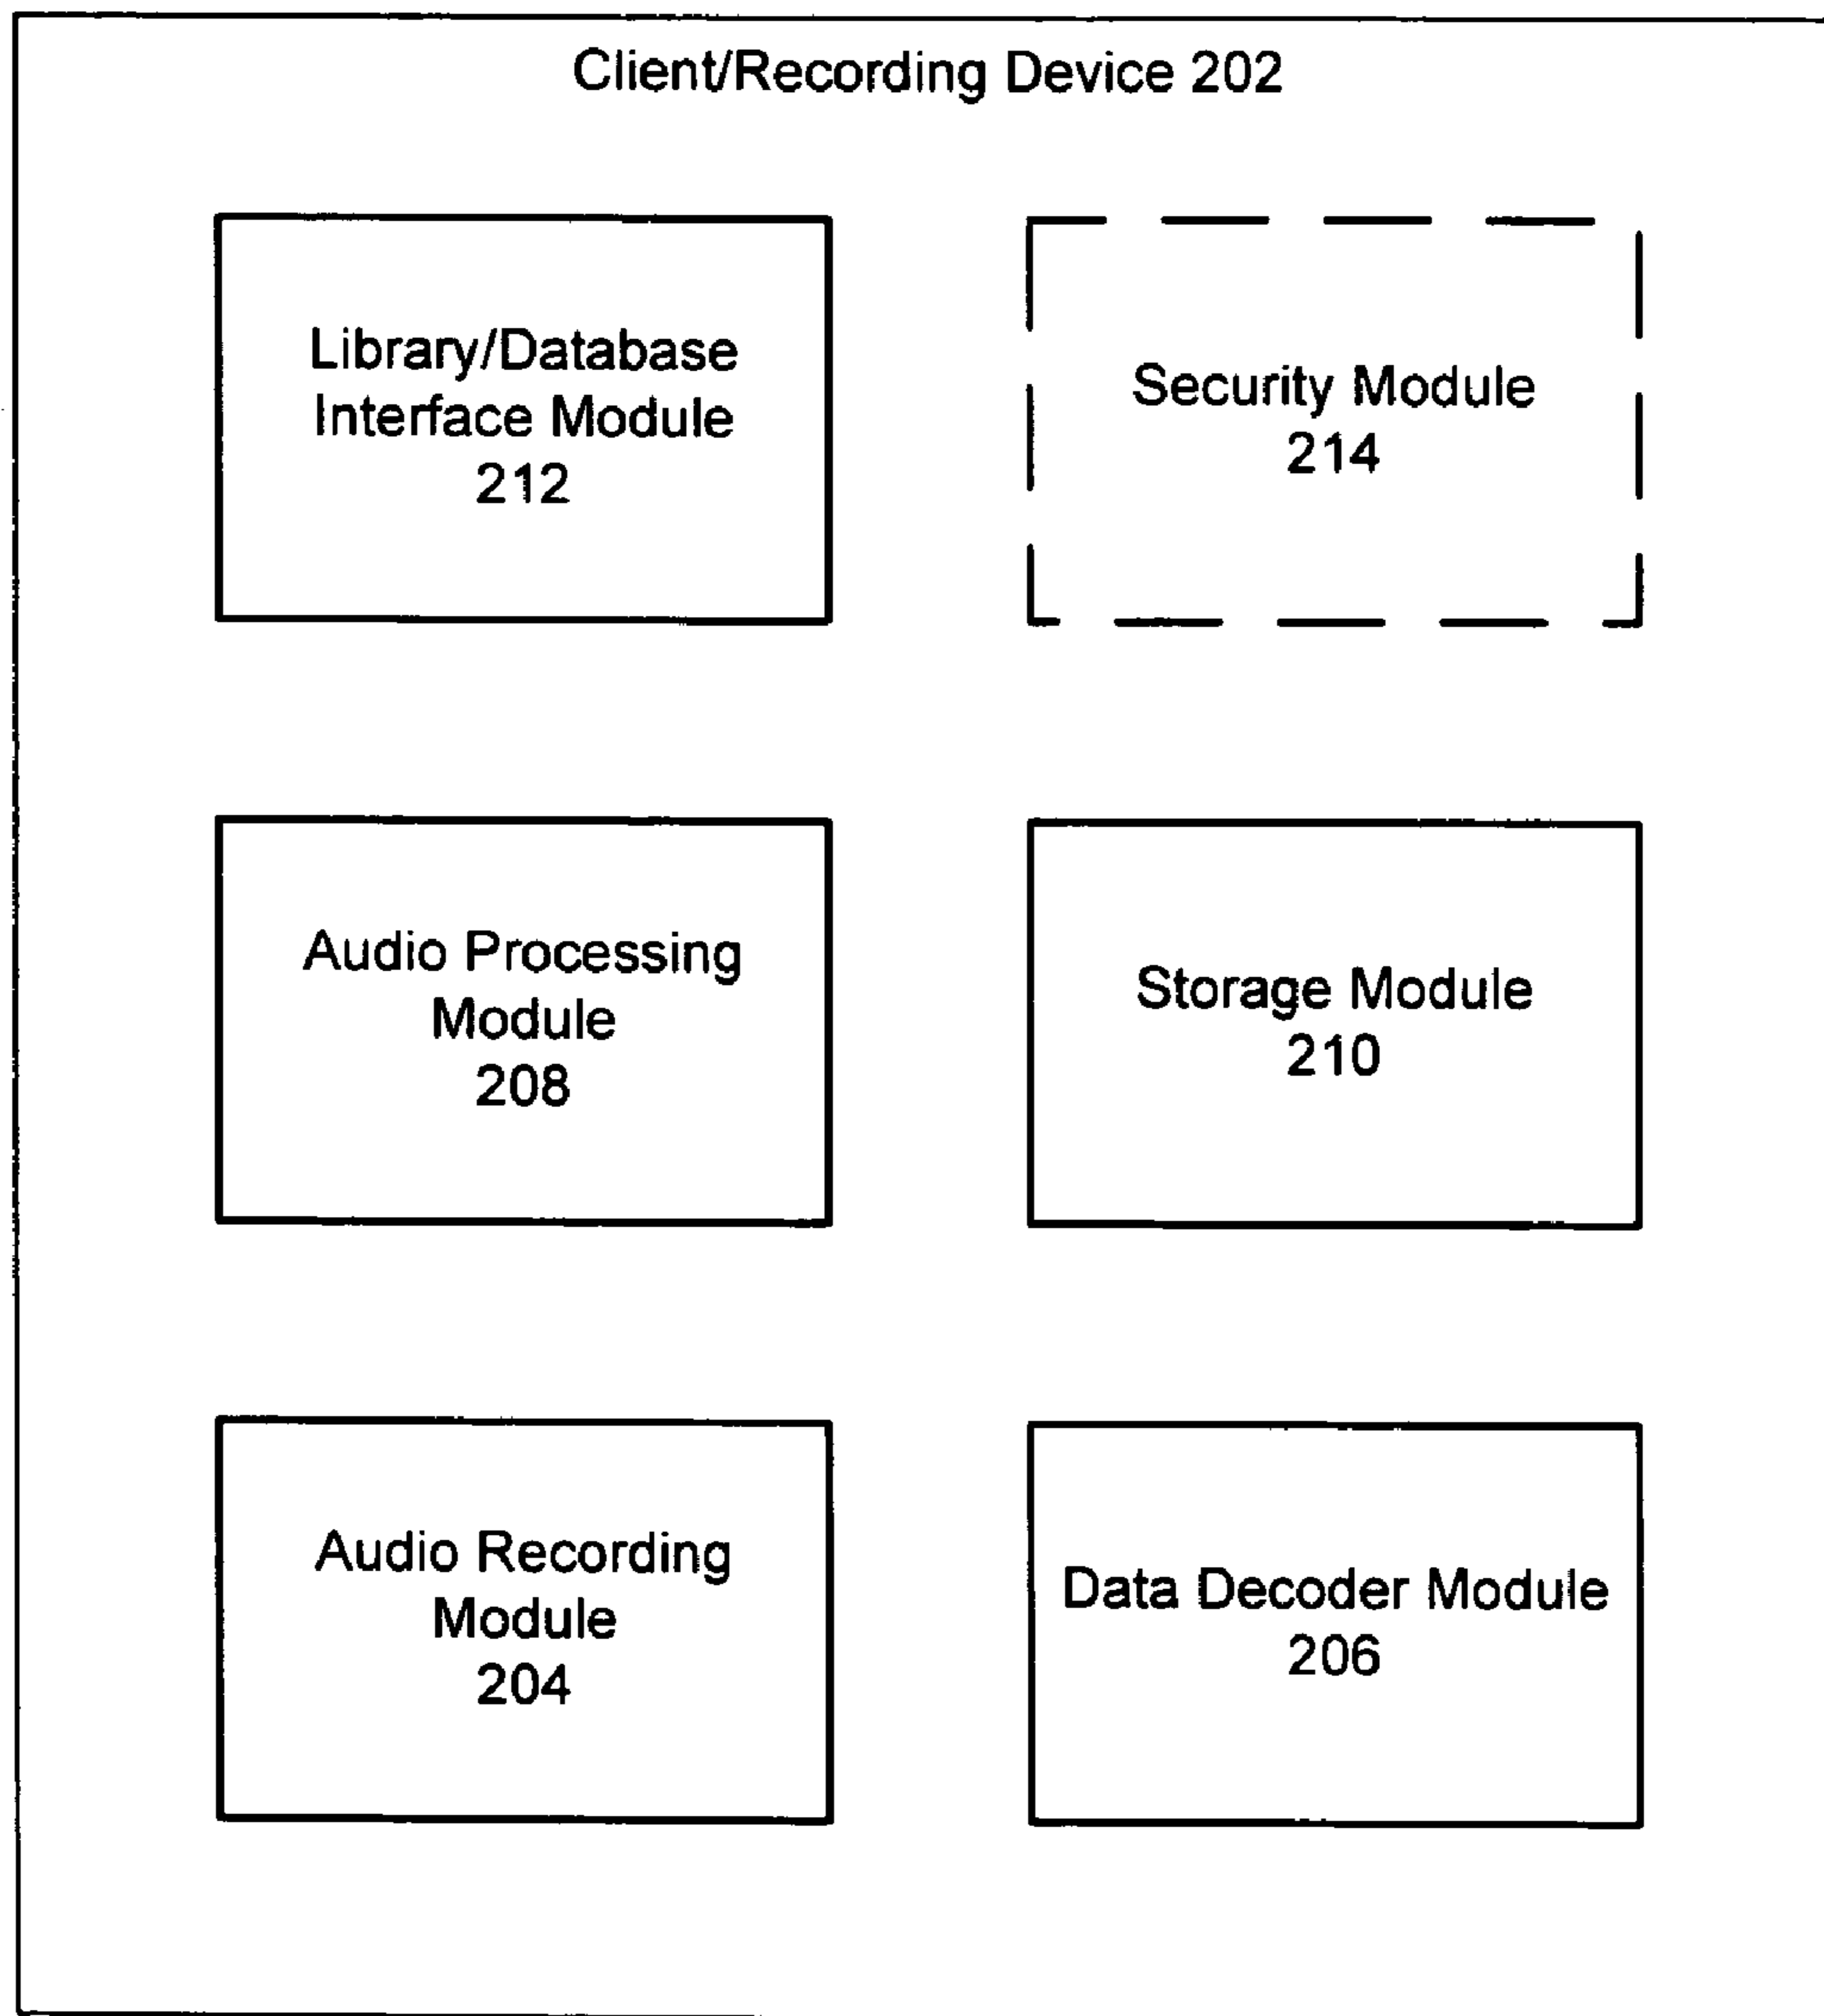 Client/Recording Device 202
Library/Database
Interface Module
212
Security Module
214
Audio Processing
Module
208
Storage Module
210
Audio Recording
Module
204
Data Decoder Module
206